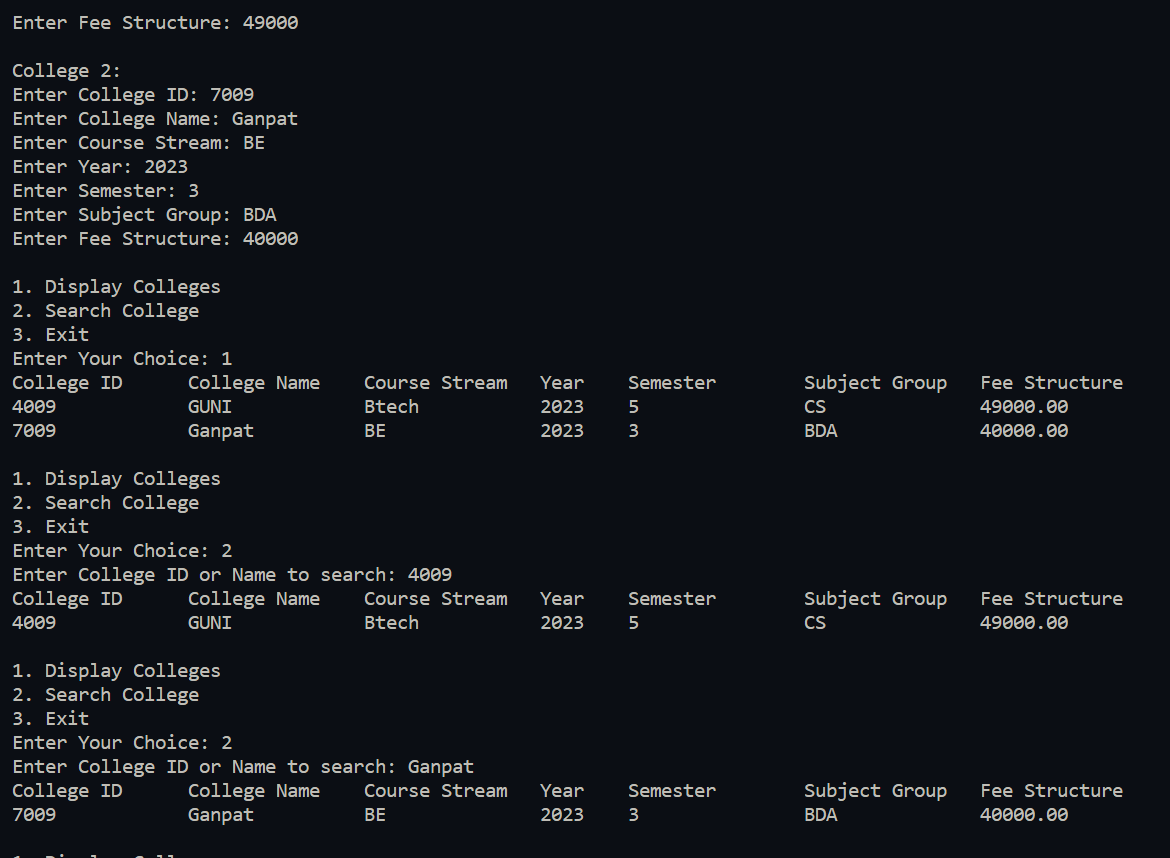 Enter Fee Structure: 49000

College 2:
Enter College ID: 7009
Enter College Name: Ganpat
Enter Course Stream: BE
Enter Year: 2023
Enter Semester: 3
Enter Subject Group: BDA
Enter Fee Structure: 40000

1. Display Colleges
2. Search College
3. Exit
Enter Your Choice: 1
College ID      College Name    Course Stream   Year    Semester        Subject Group   Fee Structure
4009            GUNI            Btech           2023    5               CS              49000.00
7009            Ganpat          BE              2023    3               BDA             40000.00

1. Display Colleges
2. Search College
3. Exit
Enter Your Choice: 2
Enter College ID or Name to search: 4009
College ID      College Name    Course Stream   Year    Semester        Subject Group   Fee Structure
4009            GUNI            Btech           2023    5               CS              49000.00

1. Display Colleges
2. Search College
3. Exit
Enter Your Choice: 2
Enter College ID or Name to search: Ganpat
College ID      College Name    Course Stream   Year    Semester        Subject Group   Fee Structure
7009            Ganpat          BE              2023    3               BDA             40000.00